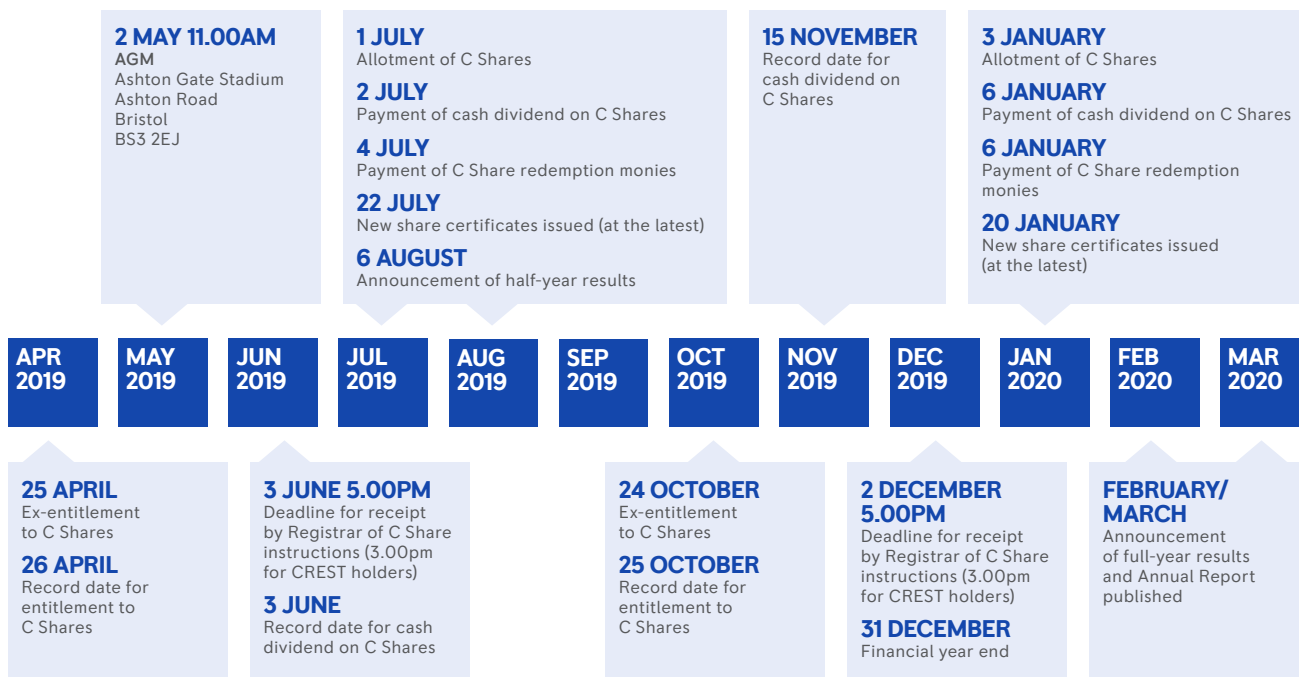 2 MAY 11.00AM
AGM
Ashton Gate Stadium
Ashton Road
Bristol
BS3 2EJ
1 JULY
Allotment of C Shares
2 JULY
Payment of cash dividend on C Shares
4 JULY
Payment of C Share redemption monies
22 JULY
New share certificates issued (at the latest)
6 AUGUST
Announcement of half-year results
15 NOVEMBER
Record date for
cash dividend on
C Shares
3 JANUARY
Allotment of C Shares
6 JANUARY
Payment of cash dividend on C Shares
6 JANUARY
Payment of C Share redemption
monies
20 JANUARY
New share certificates issued
(at the latest)
APR
2019
MAY
2019
JUN
2019
JUL
2019
AUG
2019
SEP
2019
OCT
2019
NOV
2019
DEC
2019
JAN
2020
FEB
2020
MAR
2020
25 APRIL
Ex-entitlement
to C Shares
26 APRIL
Record date for
entitlement to
C Shares
3 JUNE 5.00PM
Deadline for receipt
by Registrar of C Share
instructions (3.00pm
for CREST holders)
3 JUNE
Record date for cash
dividend on C Shares
24 OCTOBER
Ex-entitlement
to C Shares
25 OCTOBER
Record date for
entitlement to
C Shares
2 DECEMBER
5.00PM
Deadline for receipt
by Registrar of C Share
instructions (3.00pm
for CREST holders)
31 DECEMBER
Financial year end
FEBRUARY/
MARCH
Announcement
of full-year results
and Annual Report
published